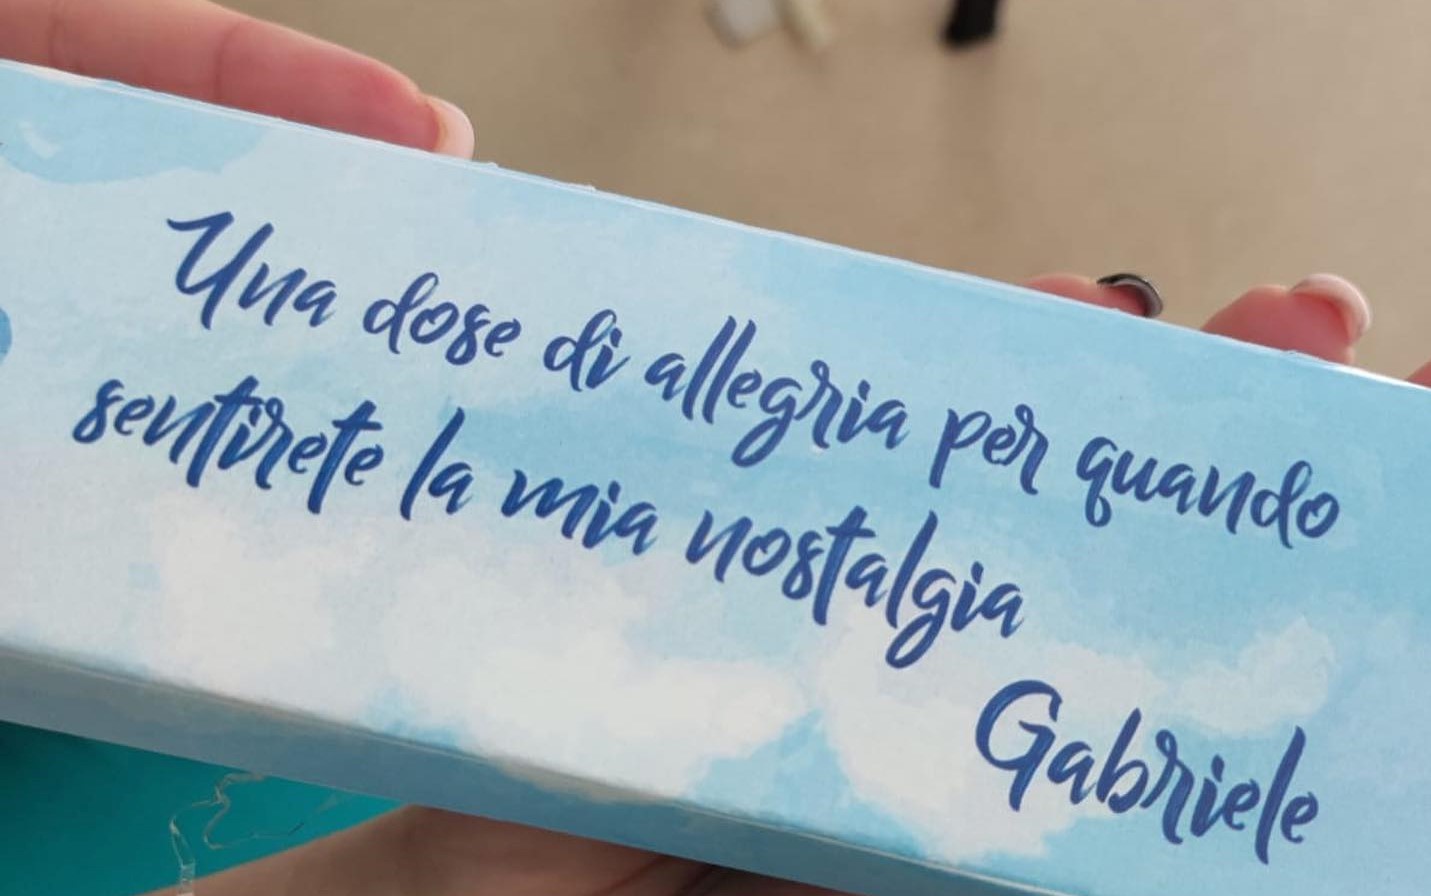 Una dose di allegria per quando
sentirete la mia nostalgia
Gabriele